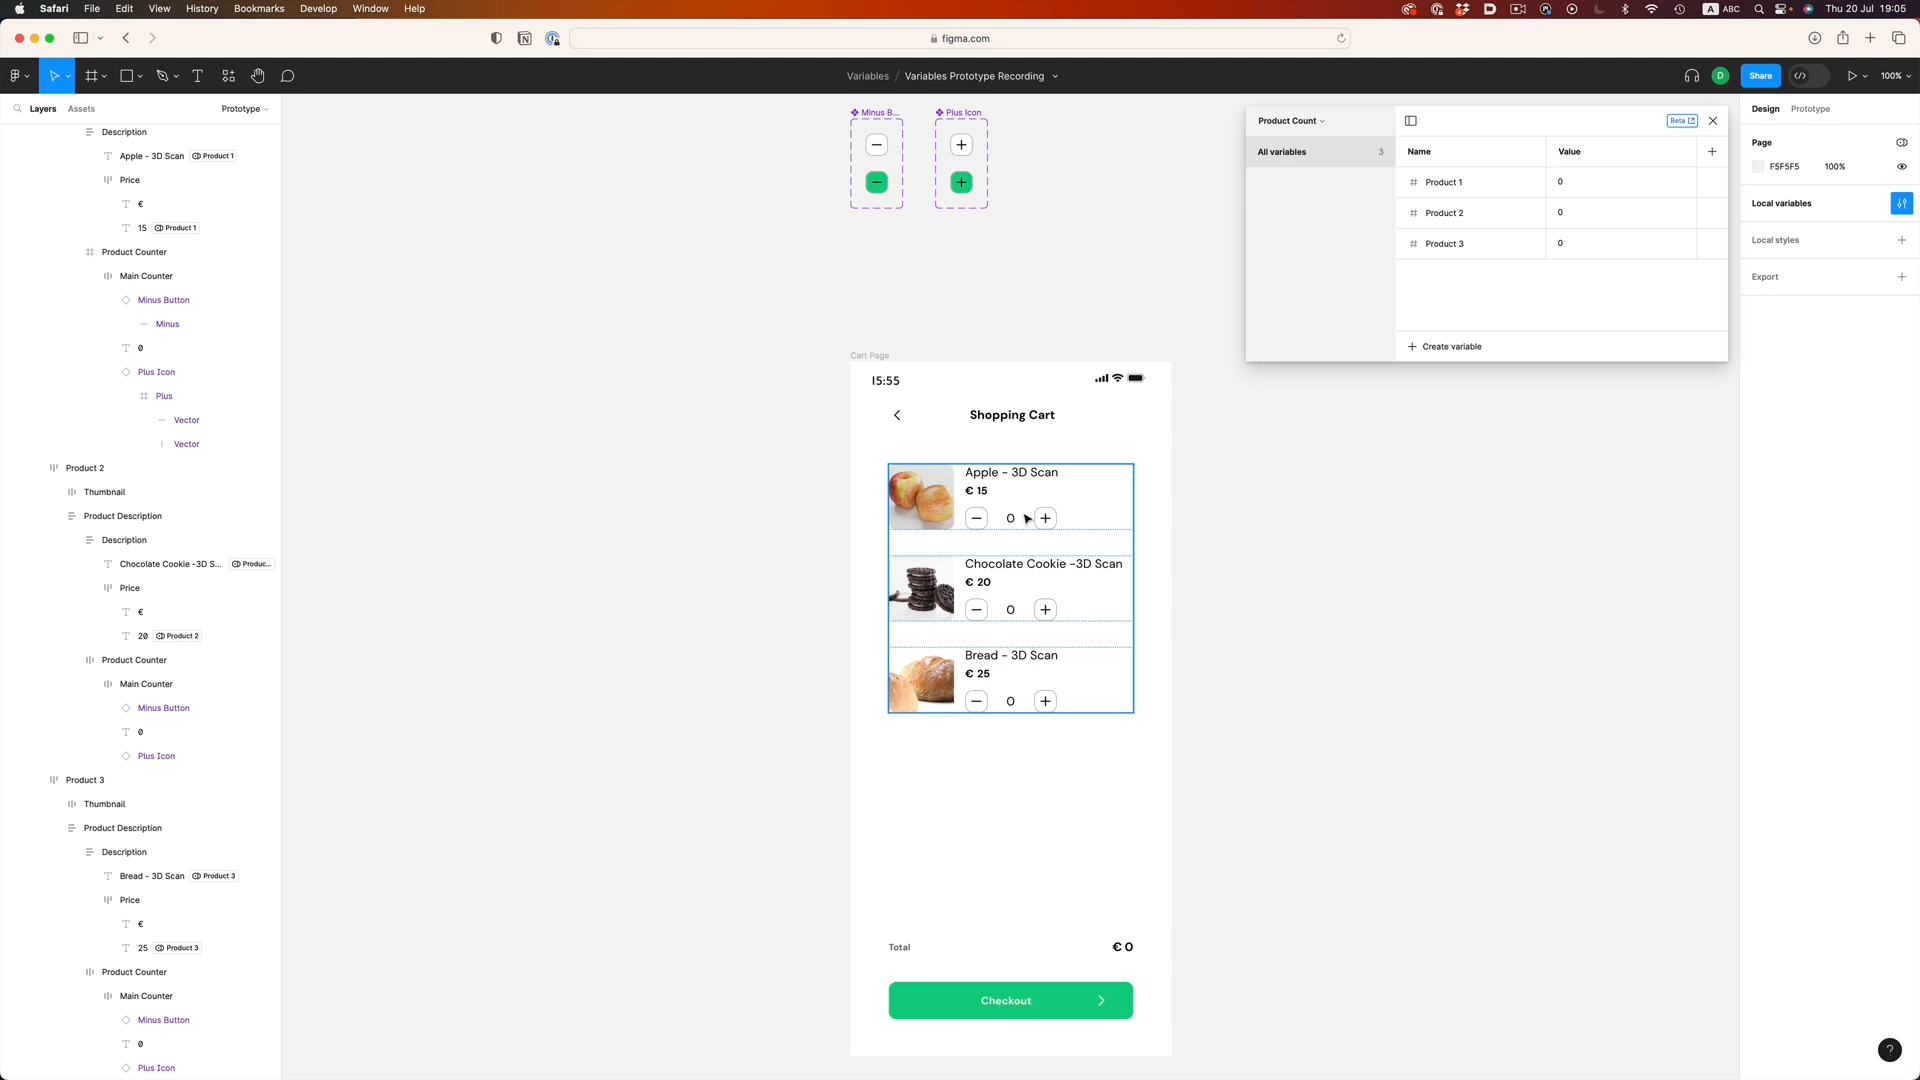 Safari File Edit View History Bookmarks Develop Window Help
A ABC Thu 20 Jul 19:05
figma.com
Variables / Variables Prototype Recording
D Share 100%
Layers Assets Prototype
Description
Apple - 3D Scan Product 1
Price
€
15 Product 1
Product Counter
Main Counter
Minus Button
Minus
0
Plus Icon
Plus
Vector
Vector
Product 2
Thumbnail
Product Description
Description
Chocolate Cookie -3D S... Produc...
Price
€
20 Product 2
Product Counter
Main Counter
Minus Button
0
Plus Icon
Product 3
Thumbnail
Product Description
Description
Bread - 3D Scan Product 3
Price
€
25 Product 3
Product Counter
Main Counter
Minus Button
0
Plus Icon
Minus B...
Plus Icon
Cart Page
15:55
Shopping Cart
Apple - 3D Scan
€ 15
0
Chocolate Cookie -3D Scan
€ 20
0
Bread - 3D Scan
€ 25
0
Total € 0
Checkout
Product Count
Beta
All variables 3
Name Value
Product 1 0
Product 2 0
Product 3 0
Create variable
Design Prototype
Page
F5F5F5 100%
Local variables
Local styles
Export
?